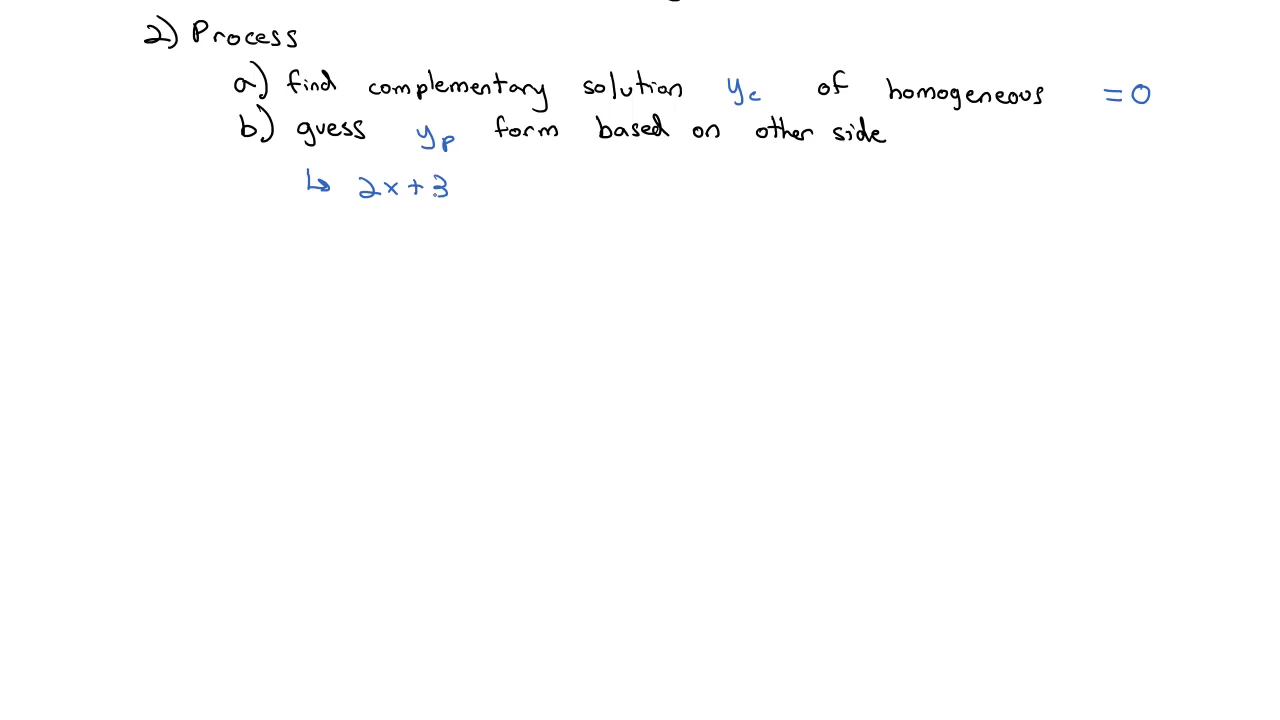 2) Process
a) find complementary solution yc of homogeneous = 0
b) guess yp form based on other side
↳ 2x + 3